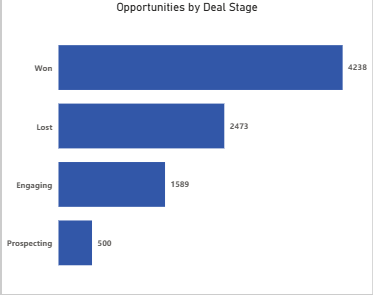 Opportunities by Deal Stage
Won 4238
Lost 2473
Engaging 1589
Prospecting 500